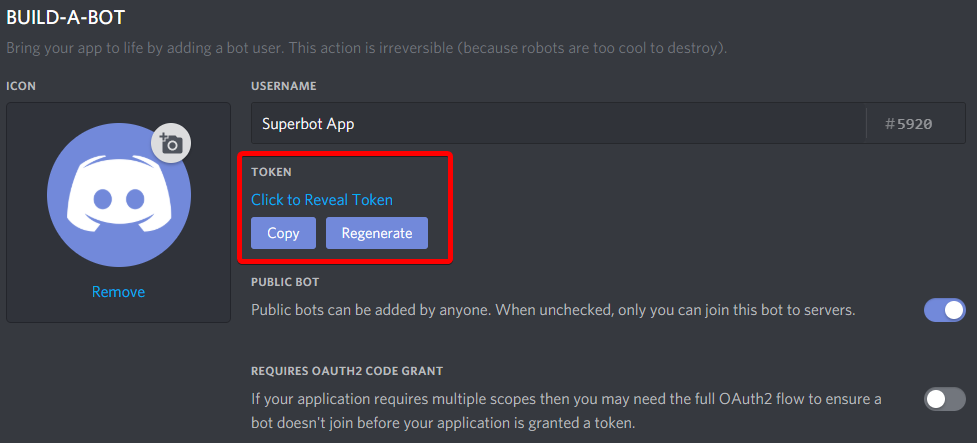 BUILD-A-BOT
Bring your app to life by adding a bot user. This action is irreversible (because robots are too cool to destroy).
ICON
USERNAME
Superbot App
#5920
TOKEN
Click to Reveal Token
Copy
Regenerate
Remove
PUBLIC BOT
Public bots can be added by anyone. When unchecked, only you can join this bot to servers.
REQUIRES OAUTH2 CODE GRANT
If your application requires multiple scopes then you may need the full OAuth2 flow to ensure a
bot doesn't join before your application is granted a token.